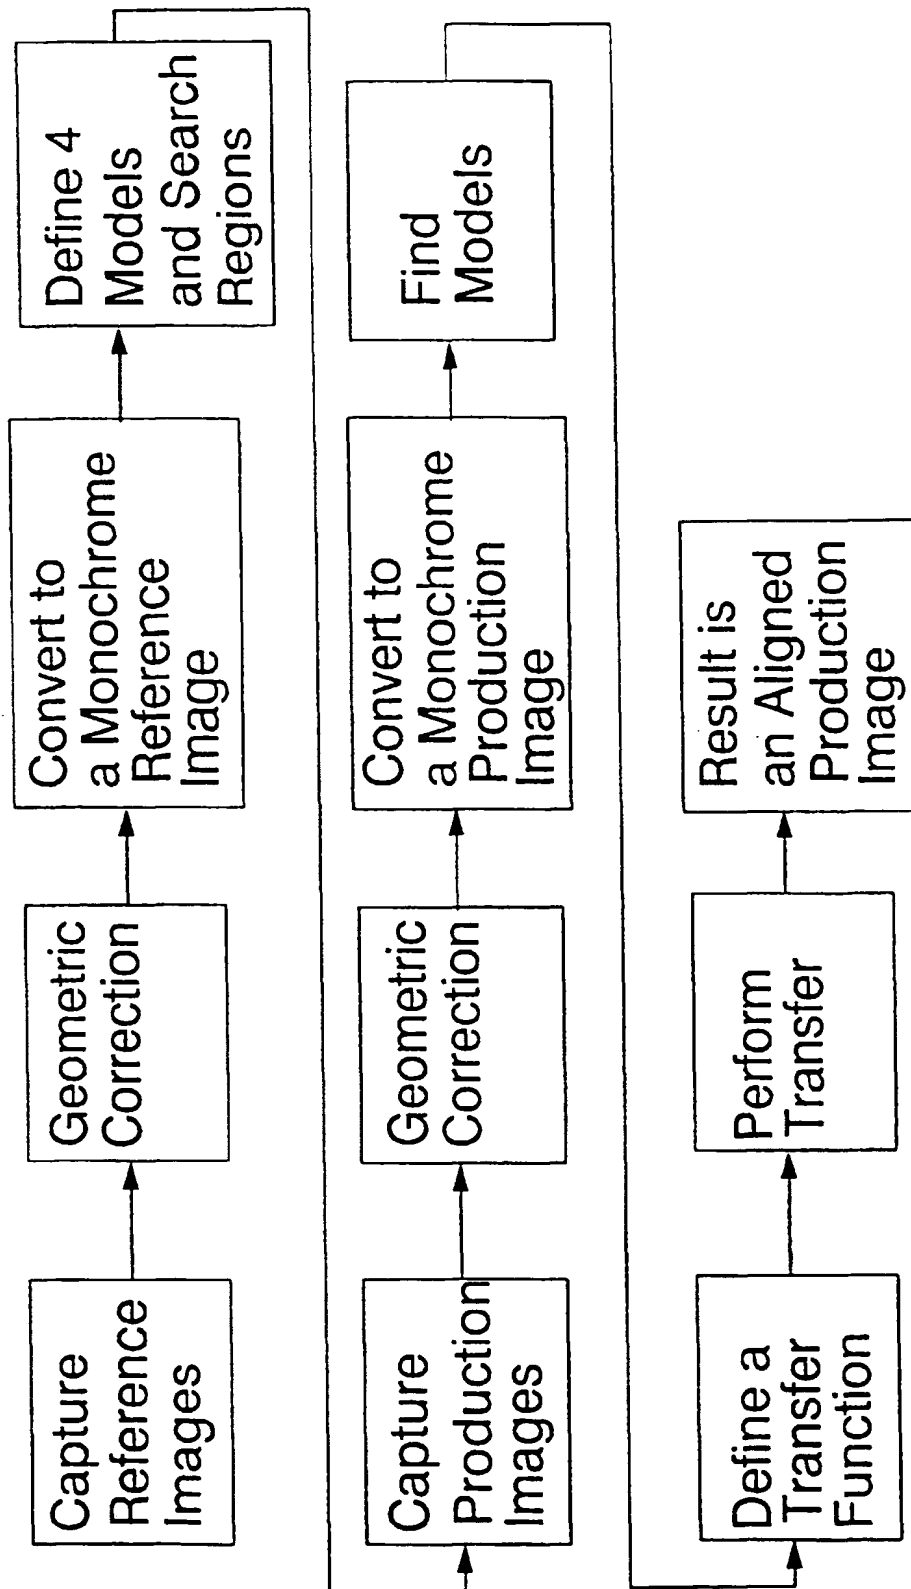 Capture
Reference
Images
Geometric
Correction
Convert to
a Monochrome
Reference
Image
Define 4
Models
and Search
Regions
Capture
Production
Images
Geometric
Correction
Convert to
a Monochrome
Production
Image
Find
Models
Define a
Transfer
Function
Perform
Transfer
Result is
an Aligned
Production
Image